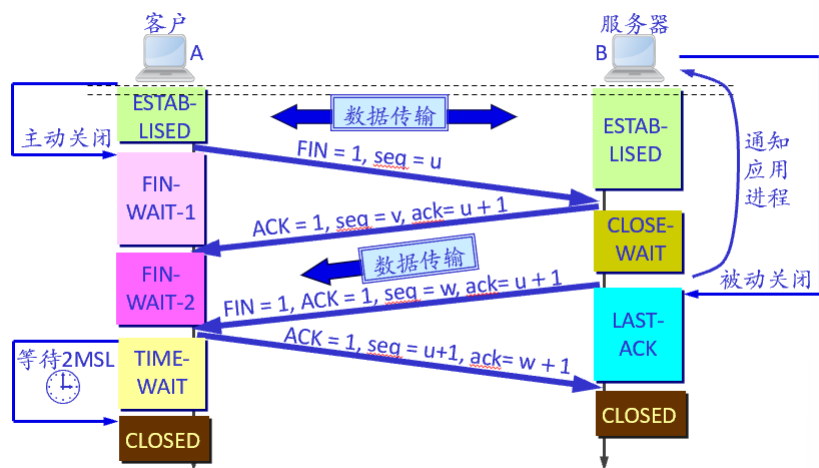 客户
服务器
A
B
ESTAB-
LISED
数据传输
ESTAB-
LISED
主动关闭
FIN = 1, seq = u
通知
应用
进程
FIN-
WAIT-1
ACK = 1, seq = v, ack= u + 1
CLOSE-
WAIT
数据传输
FIN-
WAIT-2
FIN = 1, ACK = 1, seq = w, ack= u + 1
被动关闭
LAST-
ACK
ACK = 1, seq = u+1, ack= w + 1
等待2MSL
TIME-
WAIT
CLOSED
CLOSED